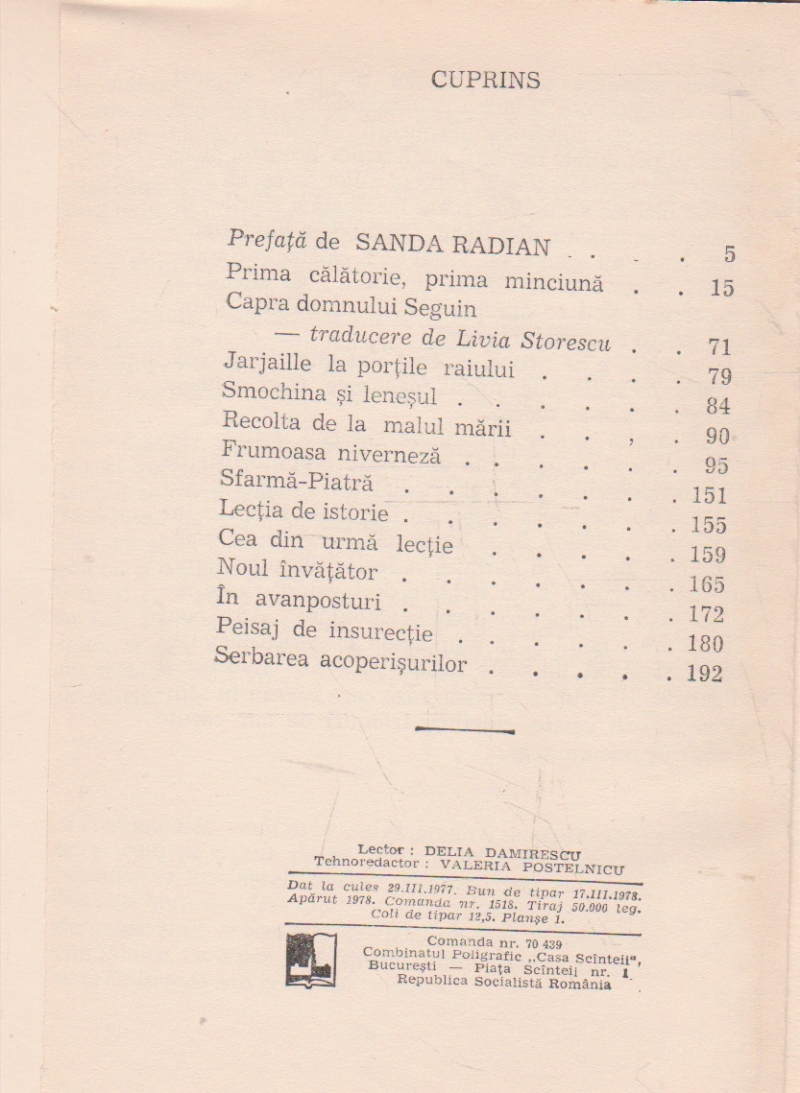 CUPRINS
Prefață de SANDA RADIAN . . . 5
Prima călătorie, prima minciună . . 15
Capra domnului Seguin
— traducere de Livia Storescu . . 71
Jarjaille la porțile raiului . . . . 79
Smochina și leneșul . . . . . . 84
Recolta de la malul mării . . , . 90
Frumoasa niverneză . . . . . . 95
Sfarmă-Piatră . . . . . . . 151
Lecția de istorie . . . . . . . 155
Cea din urmă lecție . . . . . 159
Noul învățător . . . . . . . 165
În avanposturi . . . . . . . 172
Peisaj de insurecție . . . . . . 180
Serbarea acoperișurilor . . . . . 192
Lector : DELIA DAMIRESCU
Tehnoredactor : VALERIA POSTELNICU
Dat la cules 29.III.1977. Bun de tipar 17.III.1978.
Apărut 1978. Comanda nr. 1518. Tiraj 50.000 leg.
Coli de tipar 12,5. Planșe 1.
Comanda nr. 70 439
Combinatul Poligrafic „Casa Scînteii",
București — Piața Scînteii nr. 1
Republica Socialistă România